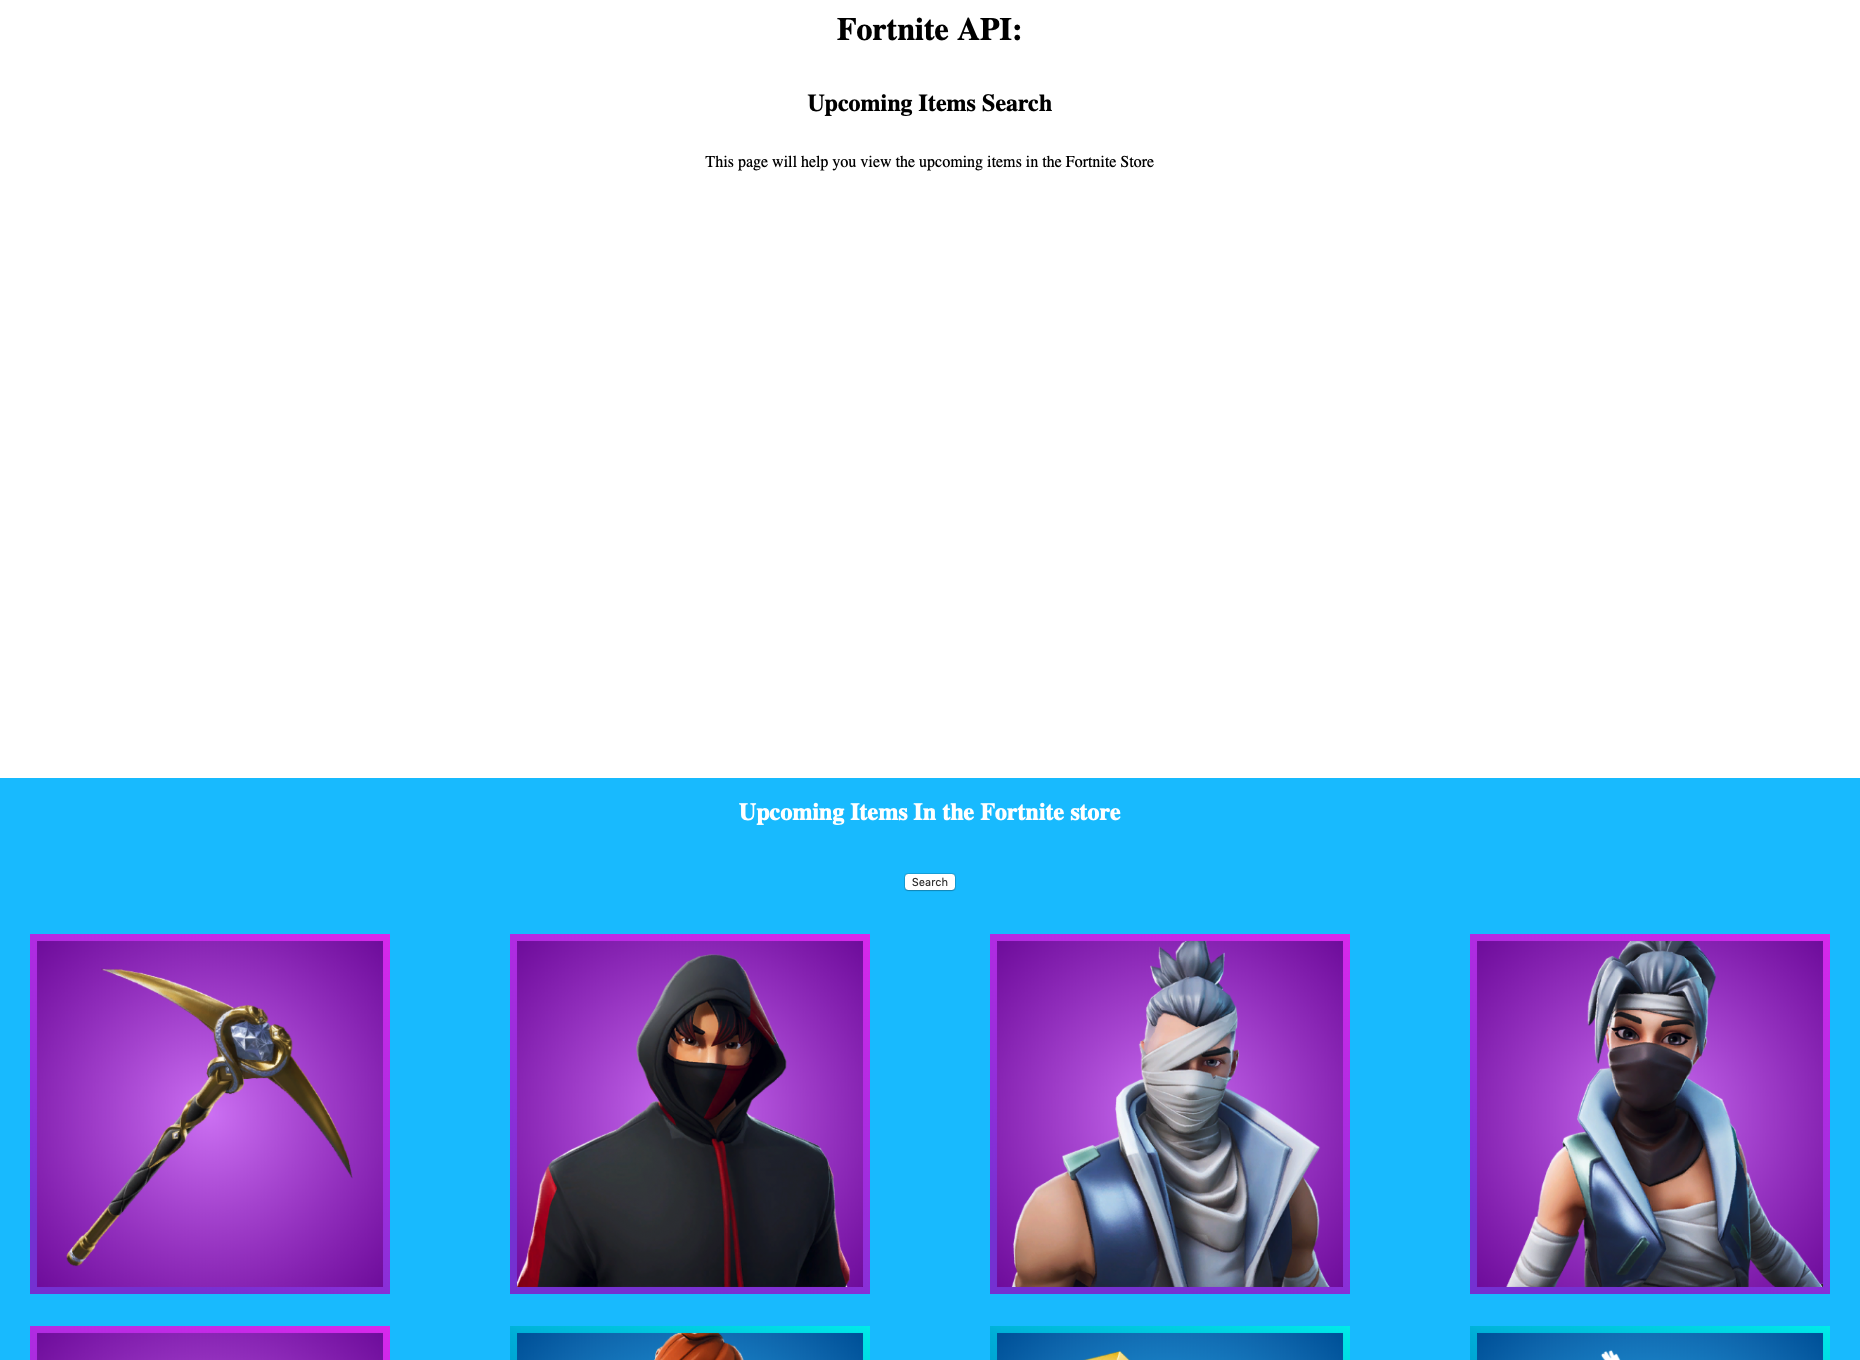 Fortnite API:
Upcoming Items Search
This page will help you view the upcoming items in the Fortnite Store
Upcoming Items In the Fortnite store
Search